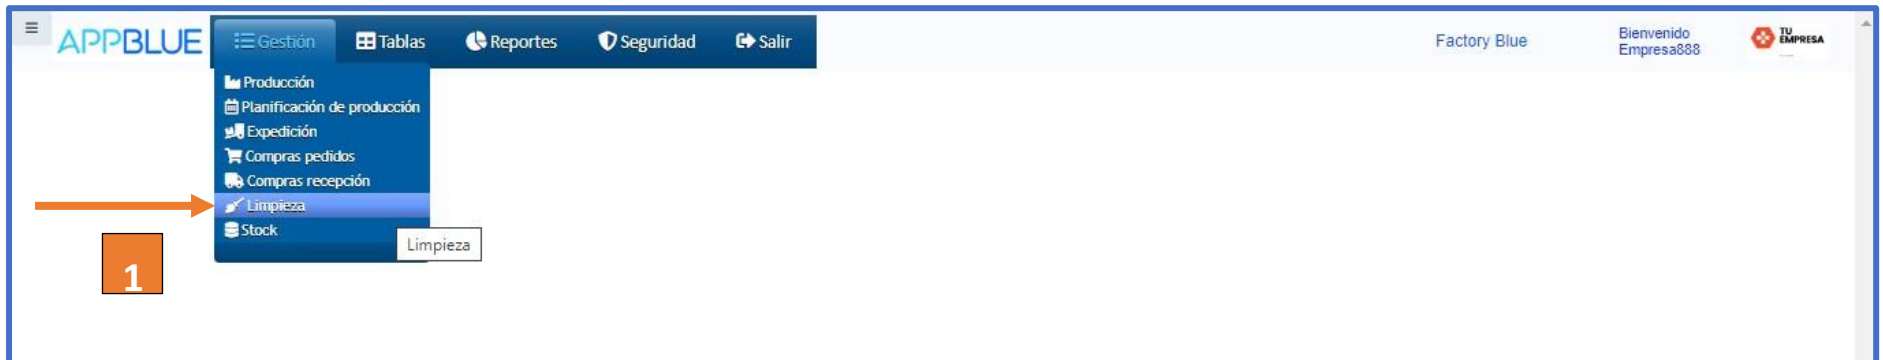 APPBLUE Gestión Tablas Reportes Seguridad Salir Factory Blue Bienvenido
Empresa888
TU
EMPRESA
Producción
Planificación de producción
Expedición
Compras pedidos
Compras recepción
Limpieza
Stock
Limpieza
1